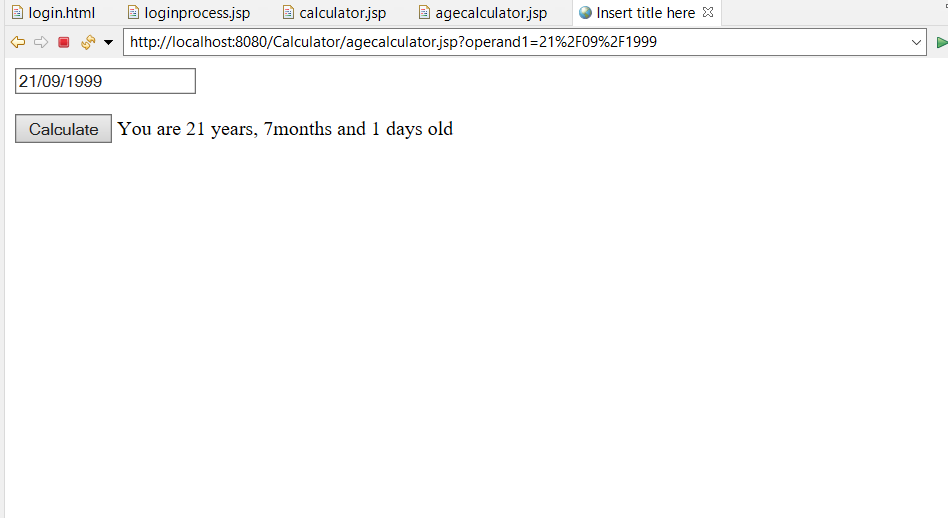 login.html loginprocess.jsp calculator.jsp agecalculator.jsp Insert title here
http://localhost:8080/Calculator/agecalculator.jsp?operand1=21%2F09%2F1999
21/09/1999
Calculate You are 21 years, 7months and 1 days old